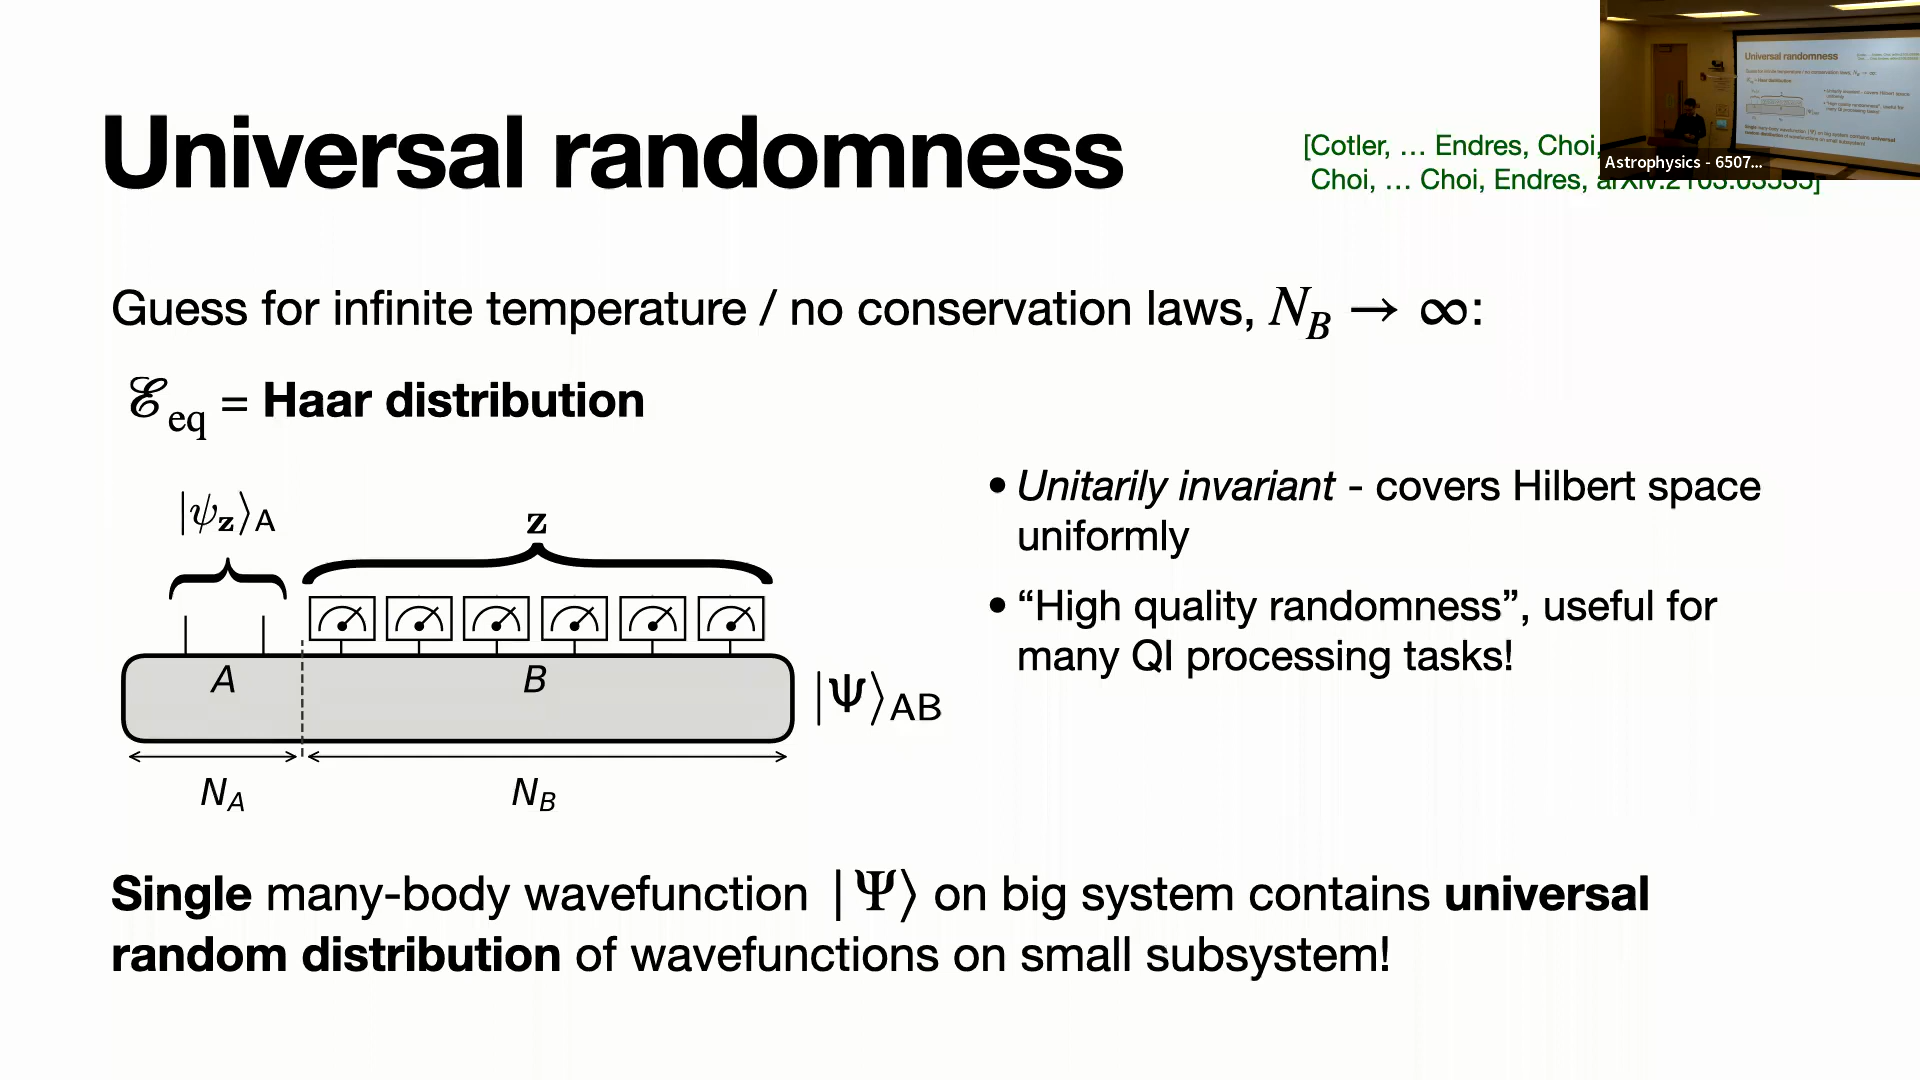 Universal randomness
[Cotler, … Endres, Choi,
Choi, … Choi, Endres, arXiv:2103.03535]
Astrophysics - 6507...
Guess for infinite temperature / no conservation laws, N_B → ∞:
ℰ_eq = Haar distribution
• Unitarily invariant - covers Hilbert space
uniformly
• “High quality randomness”, useful for
many QI processing tasks!
|ψ_z⟩_A
z
A
B
|Ψ⟩_AB
N_A
N_B
Single many-body wavefunction |Ψ⟩ on big system contains universal
random distribution of wavefunctions on small subsystem!